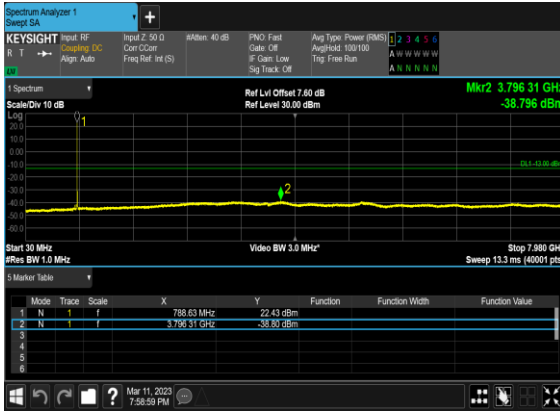 Spectrum Analyzer 1
Swept SA
+
KEYSIGHT
R T
LV
Input: RF
Coupling: DC
Align: Auto
Input Z: 50 Ω
Corr CCorr
Freq Ref: Int (S)
#Atten: 40 dB
PNO: Fast
Gate: Off
IF Gain: Low
Sig Track: Off
Avg Type: Power (RMS)
Avg|Hold: 100/100
Trig: Free Run
1 2 3 4 5 6
A W W W W W
A N N N N N
1 Spectrum
Scale/Div 10 dB
Ref Lvl Offset 7.60 dB
Ref Level 30.00 dBm
Mkr2 3.796 31 GHz
-38.796 dBm
Log
20.0
10.0
0.00
-10.0
-20.0
-30.0
-40.0
-50.0
-60.0
1
2
DL1 -13.00 dBm
Start 30 MHz
#Res BW 1.0 MHz
Video BW 3.0 MHz*
Stop 7.980 GHz
Sweep 13.3 ms (40001 pts)
5 Marker Table
Mode Trace Scale X Y Function Function Width Function Value
1 N 1 f 788.63 MHz 22.43 dBm
2 N 1 f 3.796 31 GHz -38.80 dBm
3
4
5
6
?
Mar 11, 2023
7:58:59 PM